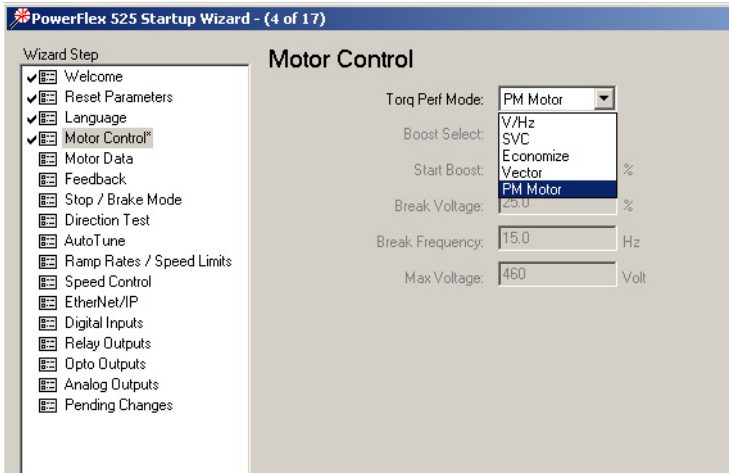 PowerFlex 525 Startup Wizard - (4 of 17)
Wizard Step
Welcome
Reset Parameters
Language
Motor Control*
Motor Data
Feedback
Stop / Brake Mode
Direction Test
AutoTune
Ramp Rates / Speed Limits
Speed Control
EtherNet/IP
Digital Inputs
Relay Outputs
Opto Outputs
Analog Outputs
Pending Changes
Motor Control
Torq Perf Mode: PM Motor
V/Hz
SVC
Economize
Vector
PM Motor
Boost Select:
Start Boost: %
Break Voltage: 25.0 %
Break Frequency: 15.0 Hz
Max Voltage: 460 Volt